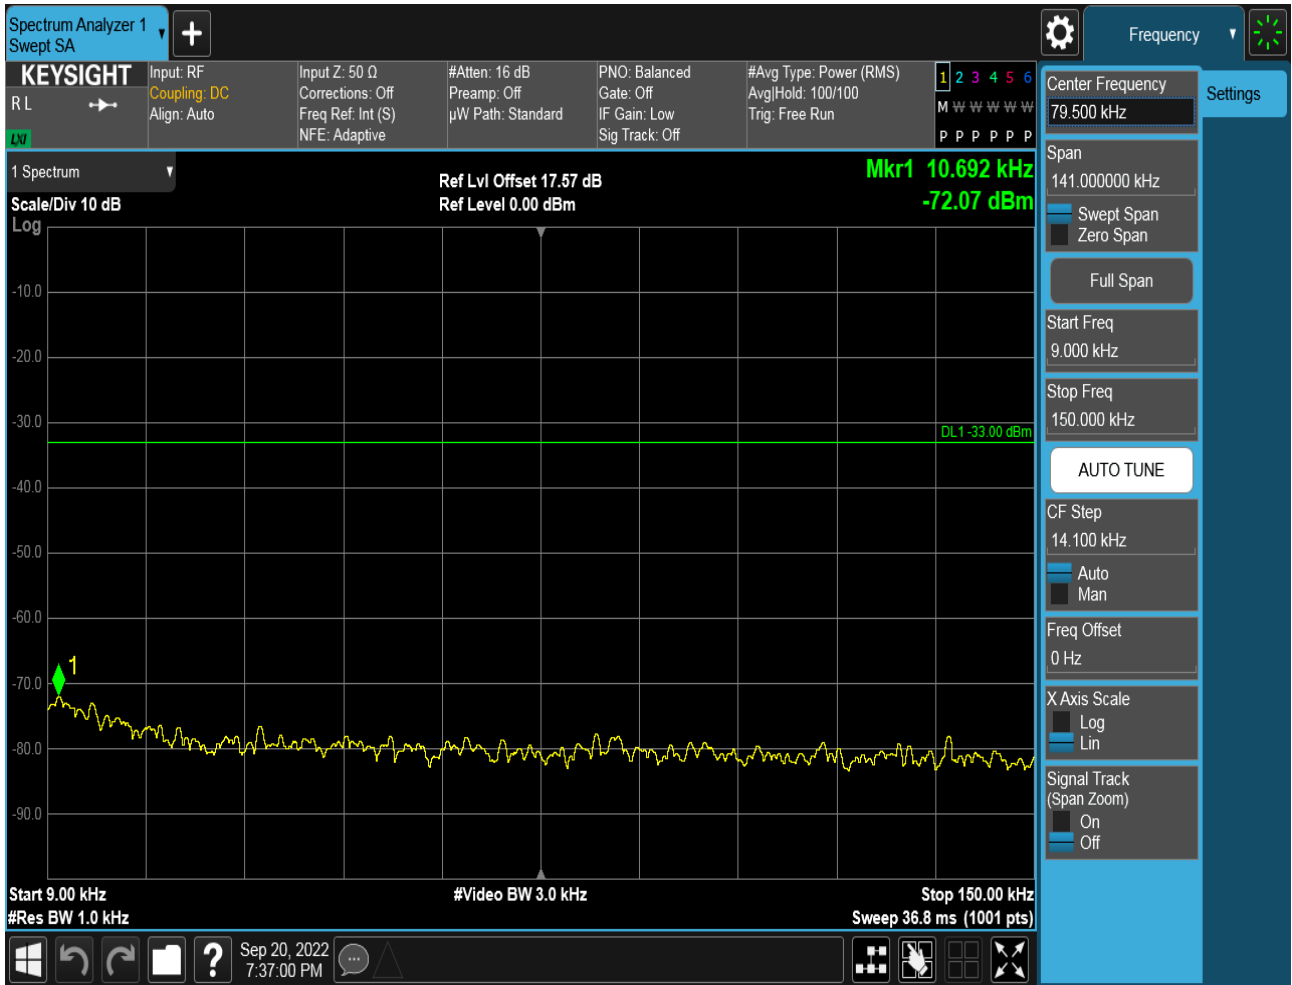 Spectrum Analyzer 1
Swept SA
Frequency
KEYSIGHT
R L
LXI
Input: RF
Coupling: DC
Align: Auto
Input Z: 50 Ω
Corrections: Off
Freq Ref: Int (S)
NFE: Adaptive
#Atten: 16 dB
Preamp: Off
µW Path: Standard
PNO: Balanced
Gate: Off
IF Gain: Low
Sig Track: Off
#Avg Type: Power (RMS)
Avg|Hold: 100/100
Trig: Free Run
1 2 3 4 5 6
M W W W W W
P P P P P P
1 Spectrum
Scale/Div 10 dB
Log
Ref Lvl Offset 17.57 dB
Ref Level 0.00 dBm
Mkr1 10.692 kHz
-72.07 dBm
-10.0
-20.0
-30.0
DL1 -33.00 dBm
-40.0
-50.0
-60.0
1
-70.0
-80.0
-90.0
Start 9.00 kHz
#Res BW 1.0 kHz
#Video BW 3.0 kHz
Stop 150.00 kHz
Sweep 36.8 ms (1001 pts)
Center Frequency
79.500 kHz
Settings
Span
141.000000 kHz
Swept Span
Zero Span
Full Span
Start Freq
9.000 kHz
Stop Freq
150.000 kHz
AUTO TUNE
CF Step
14.100 kHz
Auto
Man
Freq Offset
0 Hz
X Axis Scale
Log
Lin
Signal Track
(Span Zoom)
On
Off
?
Sep 20, 2022
7:37:00 PM